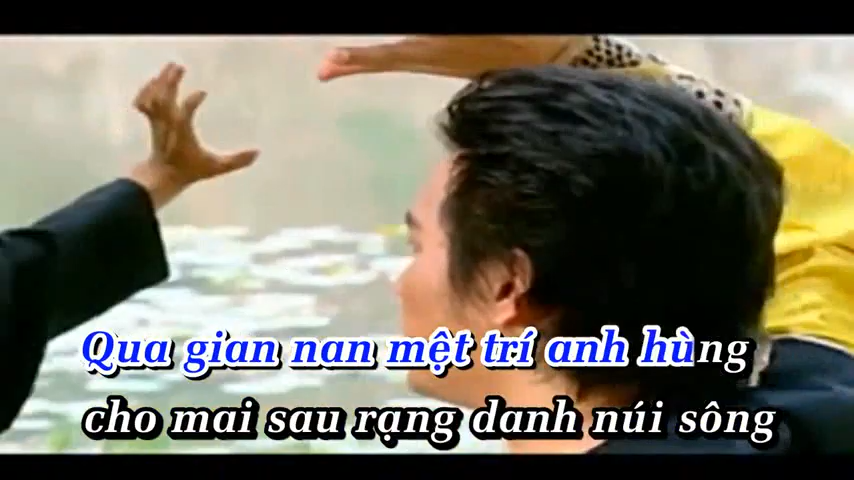 Qua gian nan mệt trí anh hùng
cho mai sau rạng danh núi sông